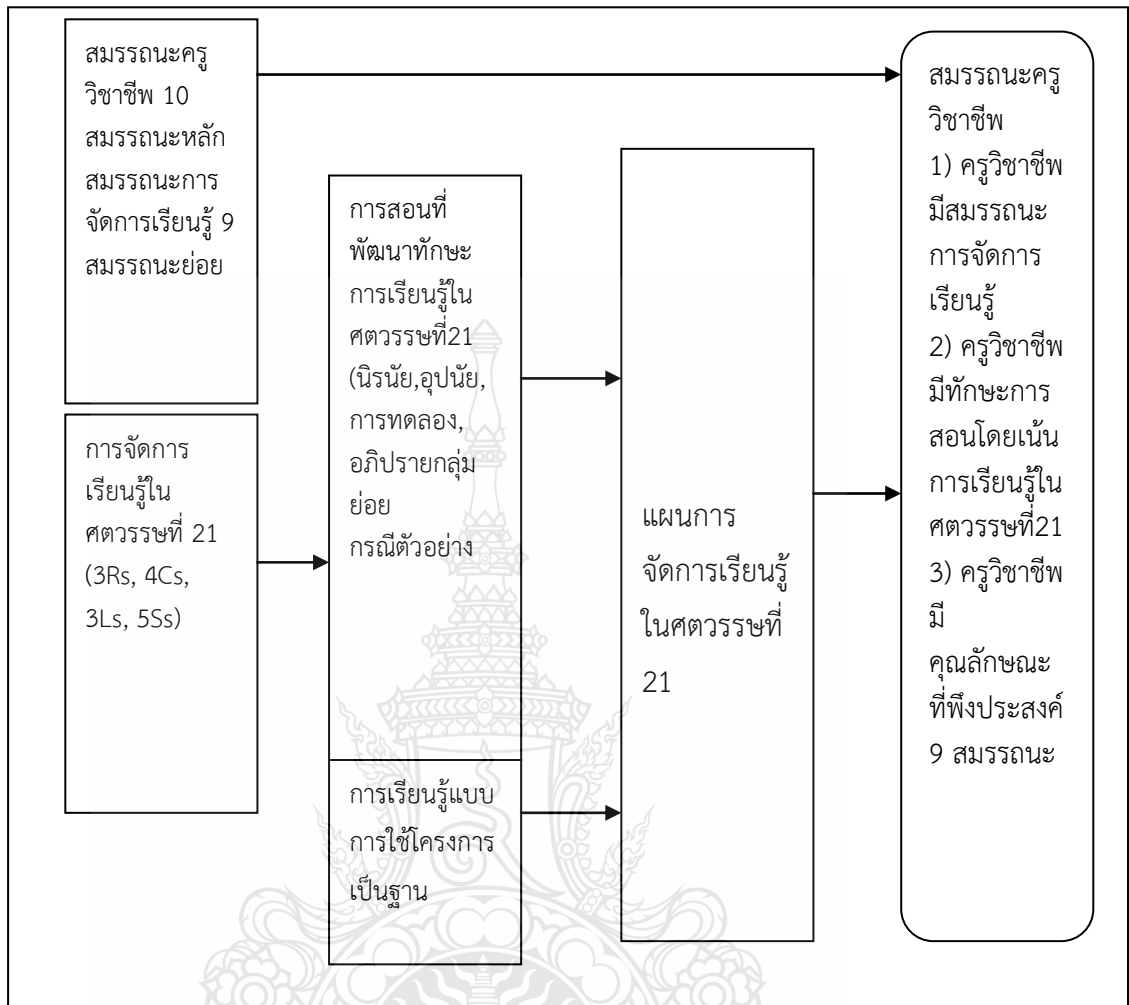 สมรรถนะครู
วิชาชีพ 10
สมรรถนะหลัก
สมรรถนะการ
จัดการเรียนรู้ 9
สมรรถนะย่อย
การจัดการ
เรียนรู้ใน
ศตวรรษที่ 21
(3Rs, 4Cs,
3Ls, 5Ss)
การสอนที่
พัฒนาทักษะ
การเรียนรู้ใน
ศตวรรษที่21
(นิรนัย,อุปนัย,
การทดลอง,
อภิปรายกลุ่ม
ย่อย
กรณีตัวอย่าง
การเรียนรู้แบบ
การใช้โครงการ
เป็นฐาน
แผนการ
จัดการเรียนรู้
ในศตวรรษที่
21
สมรรถนะครู
วิชาชีพ
1) ครูวิชาชีพ
มีสมรรถนะ
การจัดการ
เรียนรู้
2) ครูวิชาชีพ
มีทักษะการ
สอนโดยเน้น
การเรียนรู้ใน
ศตวรรษที่21
3) ครูวิชาชีพ
มี
คุณลักษณะ
ที่พึงประสงค์
9 สมรรถนะ